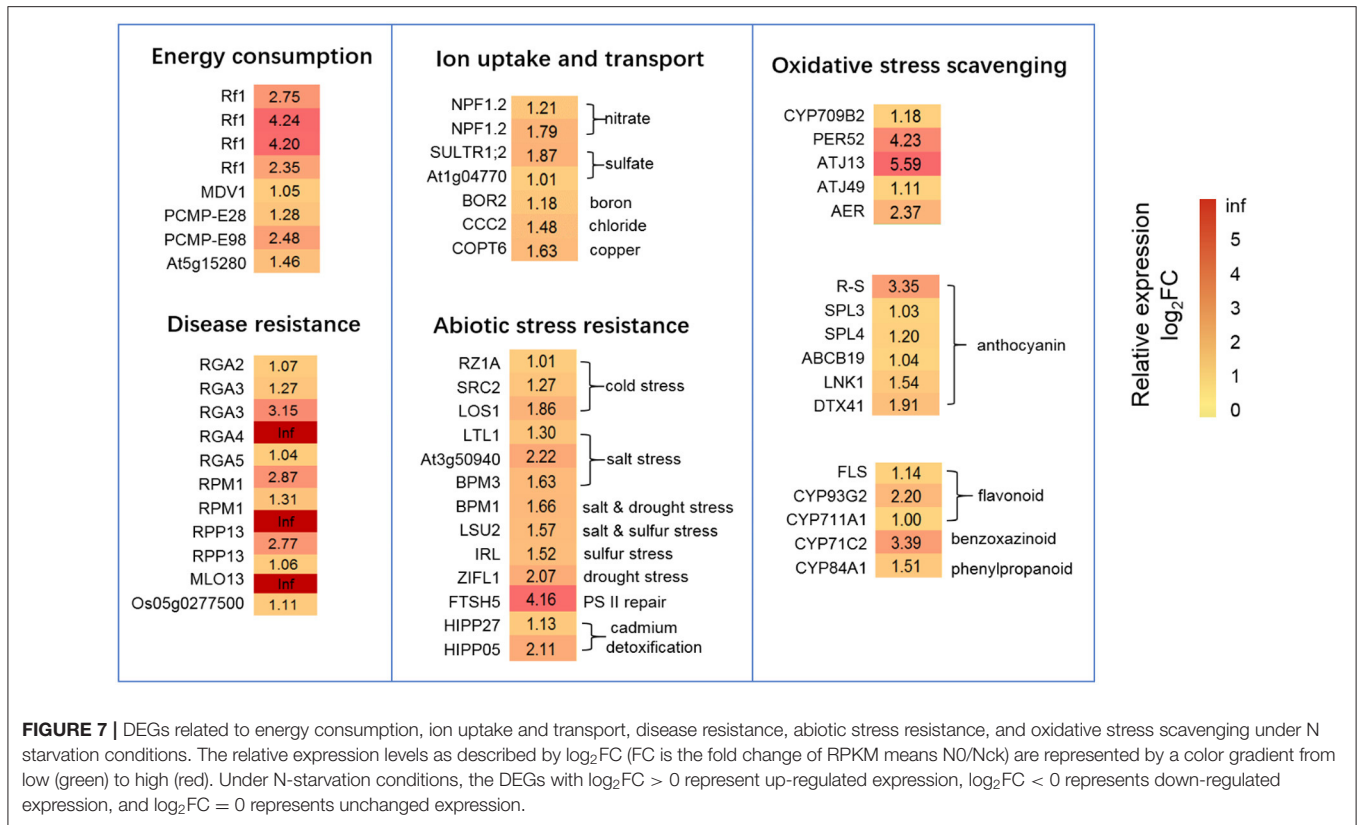 Energy consumption
Rf1 2.75
Rf1 4.24
Rf1 4.20
Rf1 2.35
MDV1 1.05
PCMP-E28 1.28
PCMP-E98 2.48
At5g15280 1.46
Disease resistance
RGA2 1.07
RGA3 1.27
RGA3 3.15
RGA4 Inf
RGA5 1.04
RPM1 2.87
RPM1 1.31
RPP13 Inf
RPP13 2.77
MLO13 1.06
Inf
Os05g0277500 1.11
Ion uptake and transport
NPF1.2 1.21
nitrate
NPF1.2 1.79
SULTR1;2 1.87
sulfate
At1g04770 1.01
BOR2 1.18 boron
CCC2 1.48 chloride
COPT6 1.63 copper
Abiotic stress resistance
RZ1A 1.01
SRC2 1.27 cold stress
LOS1 1.86
LTL1 1.30
At3g50940 2.22 salt stress
BPM3 1.63
BPM1 1.66 salt & drought stress
LSU2 1.57 salt & sulfur stress
IRL 1.52 sulfur stress
ZIFL1 2.07 drought stress
FTSH5 4.16 PS II repair
HIPP27 1.13 cadmium
HIPP05 2.11 detoxification
Oxidative stress scavenging
CYP709B2 1.18
PER52 4.23
ATJ13 5.59
ATJ49 1.11
AER 2.37
R-S 3.35
SPL3 1.03
SPL4 1.20
anthocyanin
ABCB19 1.04
LNK1 1.54
DTX41 1.91
FLS 1.14
CYP93G2 2.20 flavonoid
CYP711A1 1.00
CYP71C2 3.39 benzoxazinoid
CYP84A1 1.51 phenylpropanoid
Relative expression
log₂FC
inf
5
4
3
2
1
0
FIGURE 7 | DEGs related to energy consumption, ion uptake and transport, disease resistance, abiotic stress resistance, and oxidative stress scavenging under N
starvation conditions. The relative expression levels as described by log₂FC (FC is the fold change of RPKM means N0/Nck) are represented by a color gradient from
low (green) to high (red). Under N-starvation conditions, the DEGs with log₂FC > 0 represent up-regulated expression, log₂FC < 0 represents down-regulated
expression, and log₂FC = 0 represents unchanged expression.